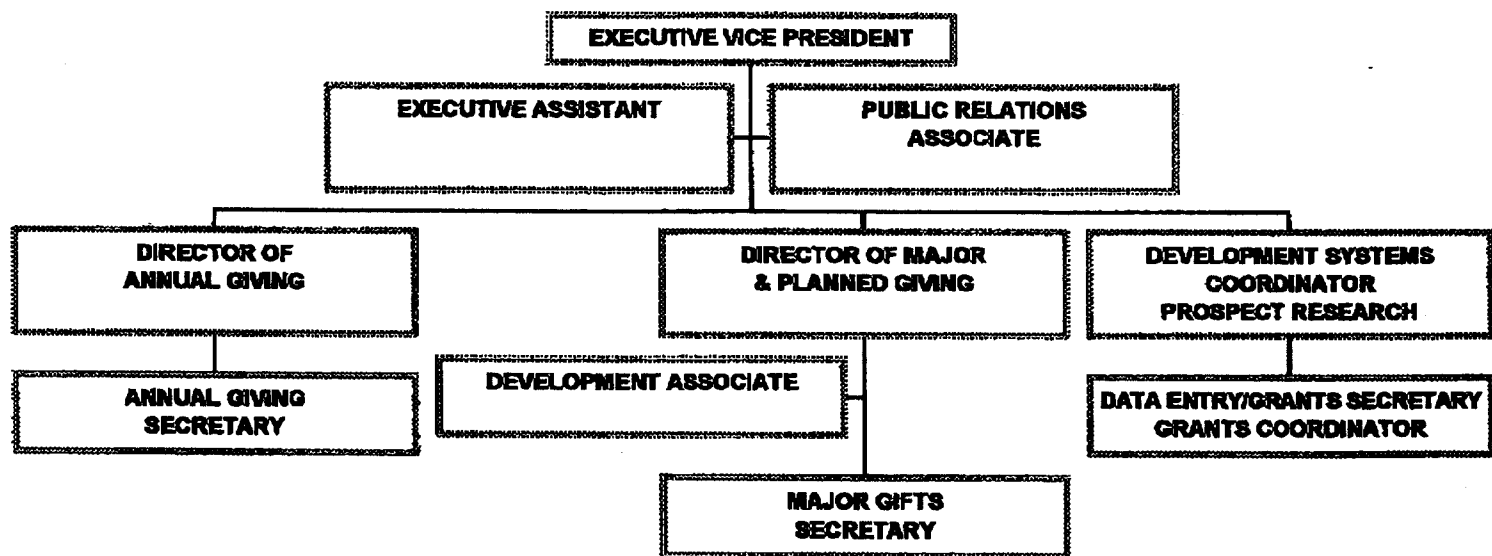 EXECUTIVE VICE PRESIDENT
EXECUTIVE ASSISTANT
PUBLIC RELATIONS
ASSOCIATE
DIRECTOR OF
ANNUAL GIVING
DIRECTOR OF MAJOR
& PLANNED GIVING
DEVELOPMENT SYSTEMS
COORDINATOR
PROSPECT RESEARCH
ANNUAL GIVING
SECRETARY
DEVELOPMENT ASSOCIATE
DATA ENTRY/GRANTS SECRETARY
GRANTS COORDINATOR
MAJOR GIFTS
SECRETARY